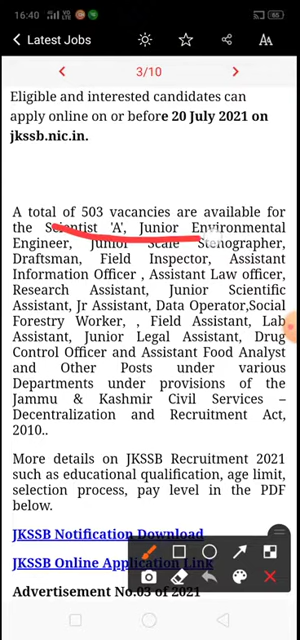 16:40
65
Latest Jobs
AA
3/10
Eligible and interested candidates can
apply online on or before 20 July 2021 on
jkssb.nic.in.
A total of 503 vacancies are available for
the Scientist 'A', Junior Environmental
Engineer, Junior Scale Stenographer,
Draftsman, Field Inspector, Assistant
Information Officer , Assistant Law officer,
Research Assistant, Junior Scientific
Assistant, Jr Assistant, Data Operator,Social
Forestry Worker, , Field Assistant, Lab
Assistant, Junior Legal Assistant, Drug
Control Officer and Assistant Food Analyst
and Other Posts under various
Departments under provisions of the
Jammu & Kashmir Civil Services –
Decentralization and Recruitment Act,
2010..
More details on JKSSB Recruitment 2021
such as educational qualification, age limit,
selection process, pay level in the PDF
below.
JKSSB Notification Download
JKSSB Online Application Link
Advertisement No.03 of 2021